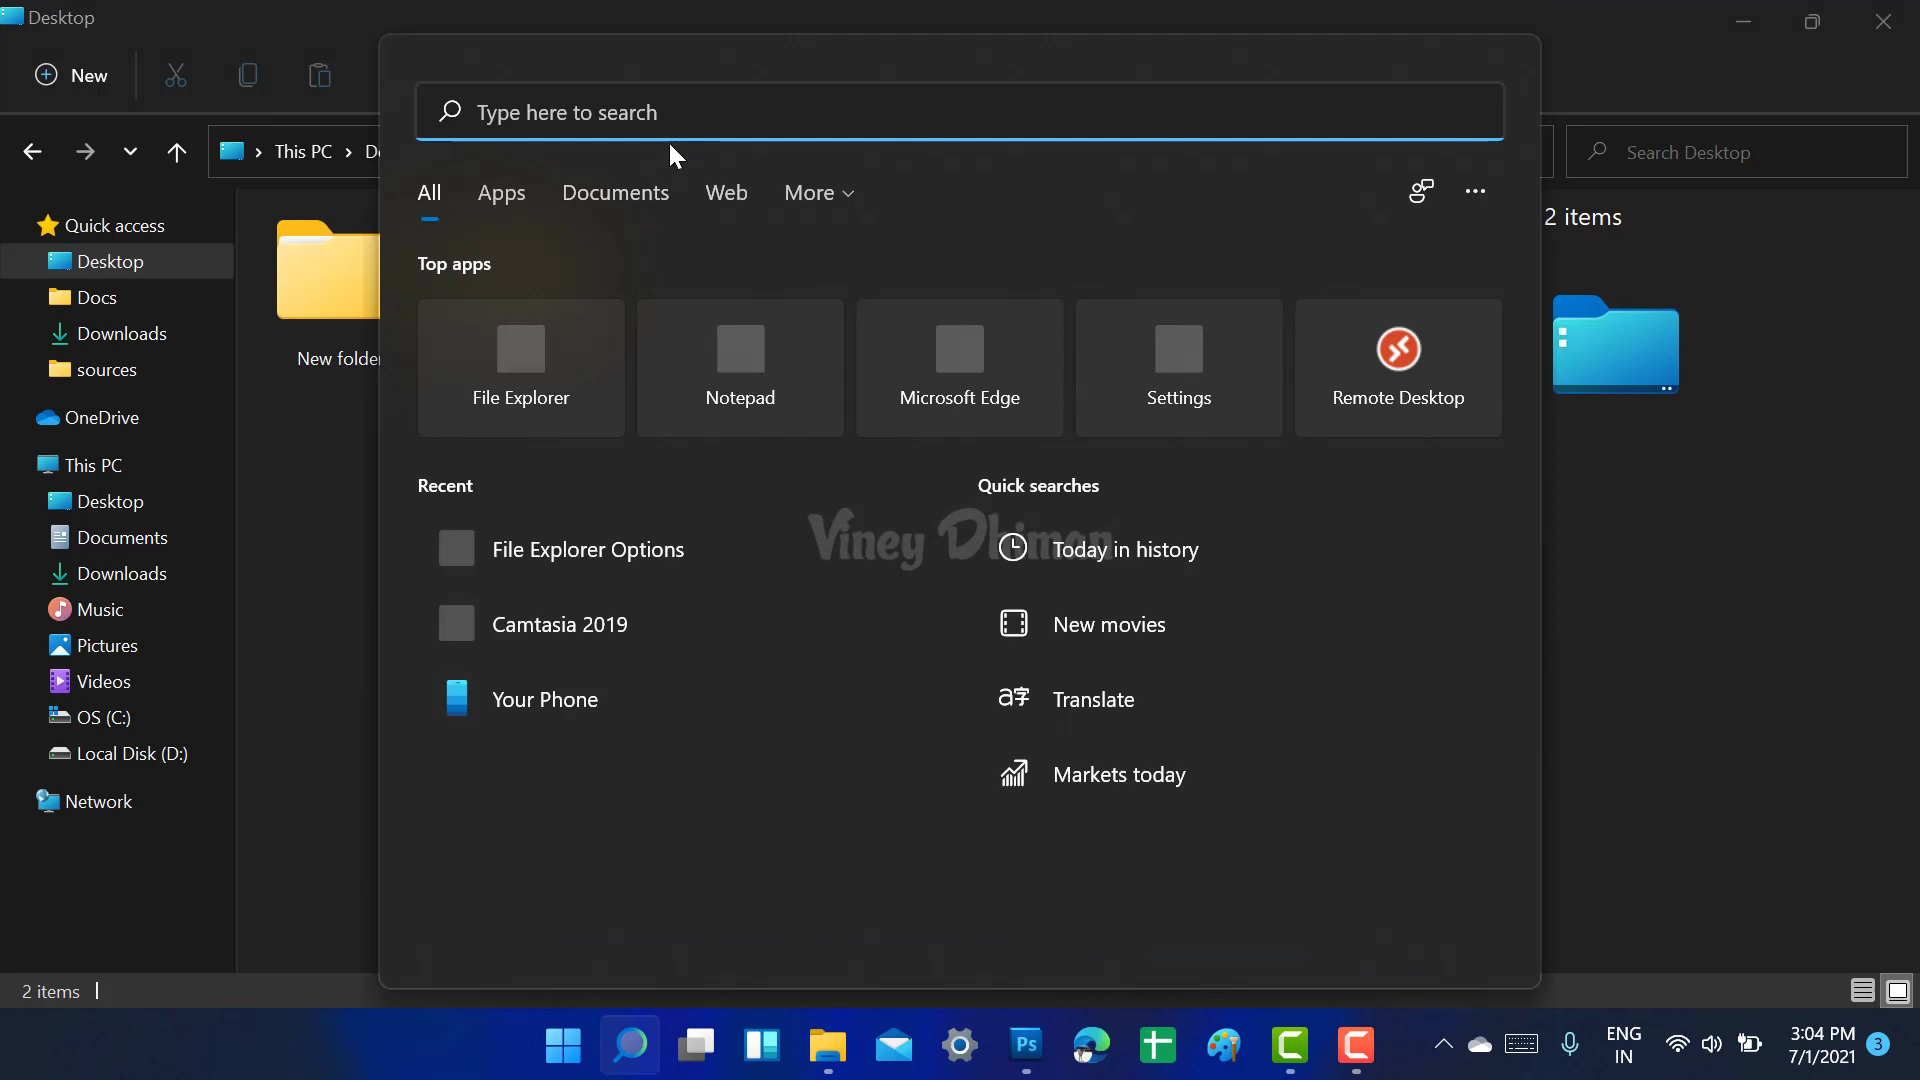 Desktop
New
This PC
Type here to search
Search Desktop
All Apps Documents Web More
2 items
Quick access
Desktop
Docs
Downloads
sources
OneDrive
This PC
Desktop
Documents
Downloads
Music
Pictures
Videos
OS (C:)
Local Disk (D:)
Network
New folder
Top apps
File Explorer
Notepad
Microsoft Edge
Settings
Remote Desktop
Recent
File Explorer Options
Camtasia 2019
Your Phone
Quick searches
Today in history
New movies
Translate
Markets today
Viney Dhiman
2 items
Ps
ENG
IN
3:04 PM
7/1/2021
3